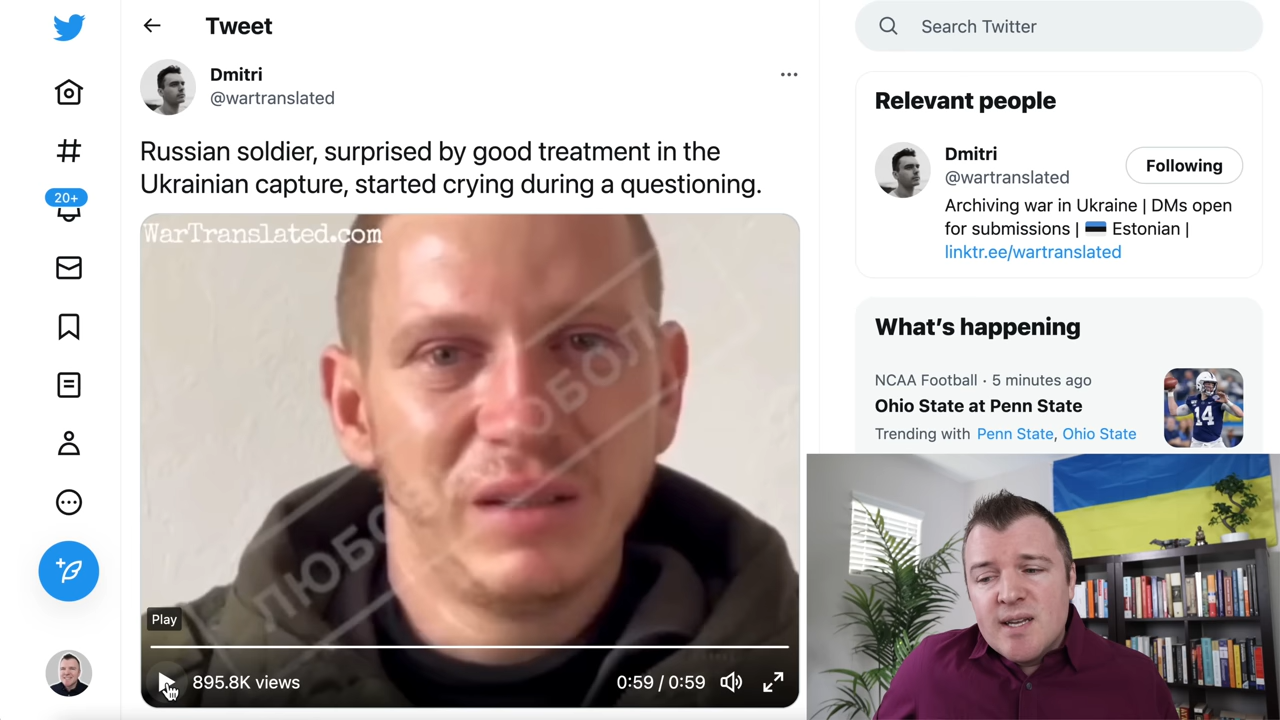 Tweet
Search Twitter
Dmitri
@wartranslated
Russian soldier, surprised by good treatment in the
Ukrainian capture, started crying during a questioning.
WarTranslated.com
Play
895.8K views
0:59 / 0:59
20+
Relevant people
Dmitri
@wartranslated
Following
Archiving war in Ukraine | DMs open
for submissions | 🇪🇪 Estonian |
linktr.ee/wartranslated
What's happening
NCAA Football · 5 minutes ago
Ohio State at Penn State
Trending with Penn State, Ohio State
14